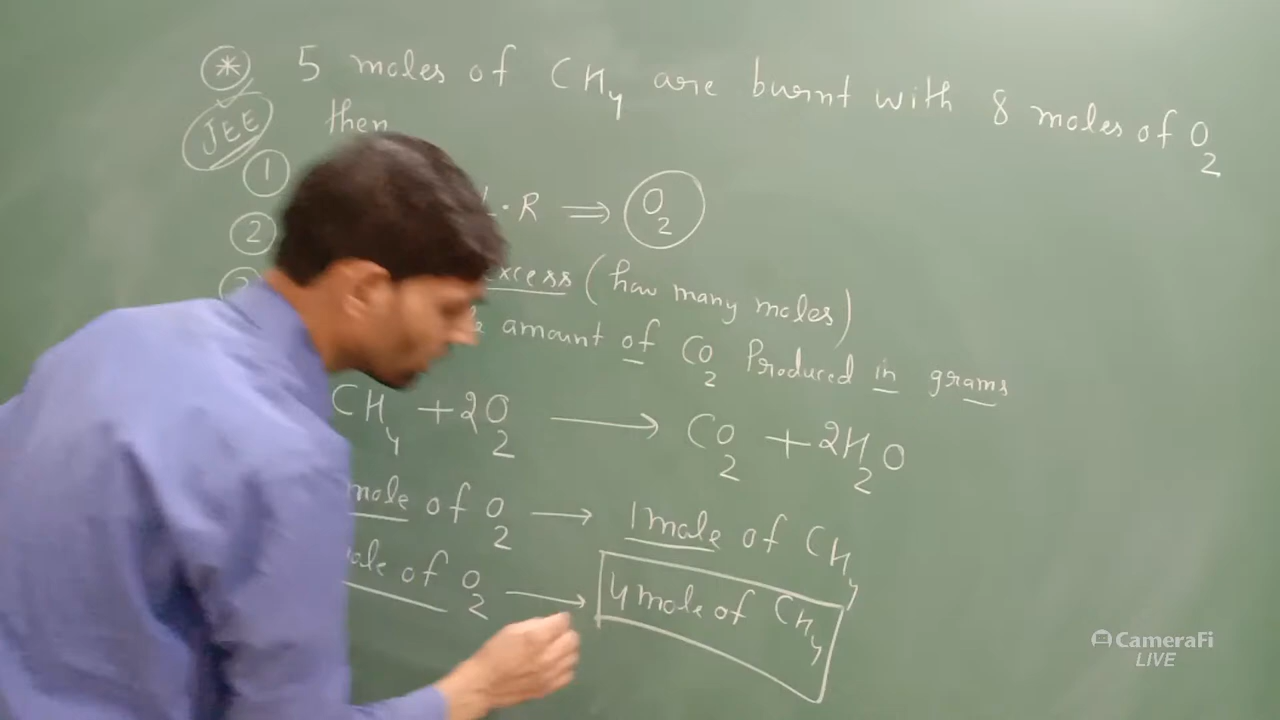 * 5 moles of CH4 are burnt with 8 moles of O2
JEE then
1 L.R ⇒ O2
2 excess (how many moles)
amount of CO2 Produced in grams
CH4 + 2O2 → CO2 + 2H2O
mole of O2 → 1 mole of CH4
mole of O2 → 4 mole of CH4
CameraFi
LIVE